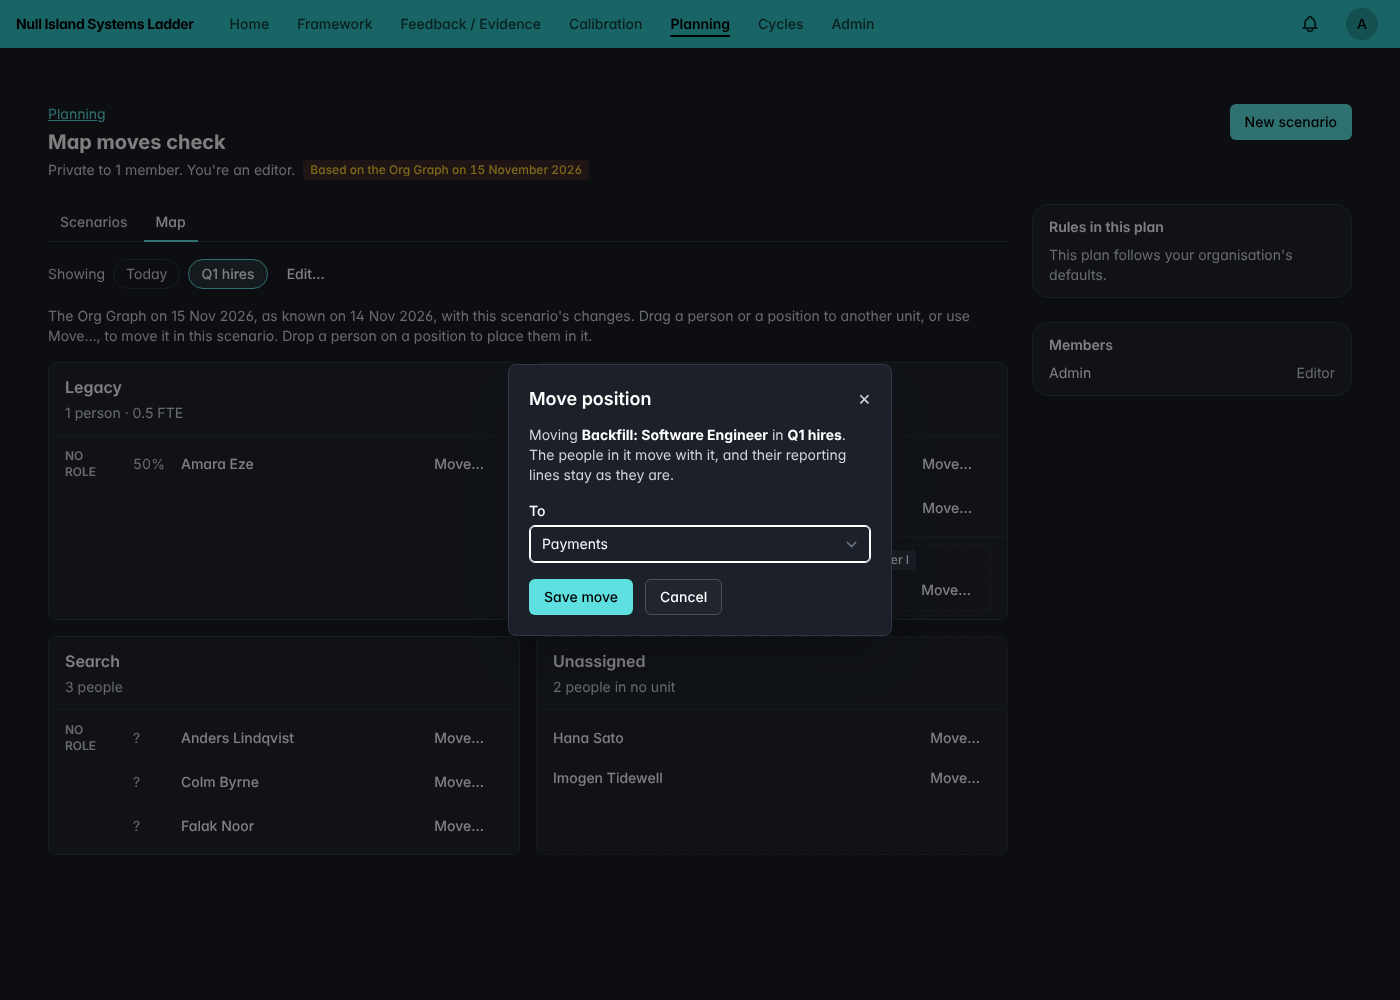 Null Island Systems Ladder
Home
Framework
Feedback / Evidence
Calibration
Planning
Cycles
Admin
A
Planning
Map moves check
New scenario
Private to 1 member. You're an editor.
Based on the Org Graph on 15 November 2026
Scenarios
Map
Showing
Today
Q1 hires
Edit...
The Org Graph on 15 Nov 2026, as known on 14 Nov 2026, with this scenario's changes. Drag a person or a position to another unit, or use
Move..., to move it in this scenario. Drop a person on a position to place them in it.
Rules in this plan
This plan follows your organisation's
defaults.
Members
Admin
Editor
Legacy
1 person · 0.5 FTE
NO
ROLE
50%
Amara Eze
Move...
Move...
Move...
er I
Move...
Move position
Moving Backfill: Software Engineer in Q1 hires.
The people in it move with it, and their reporting
lines stay as they are.
To
Payments
Save move
Cancel
Search
3 people
NO
ROLE
?
Anders Lindqvist
Move...
?
Colm Byrne
Move...
?
Falak Noor
Move...
Unassigned
2 people in no unit
Hana Sato
Move...
Imogen Tidewell
Move...